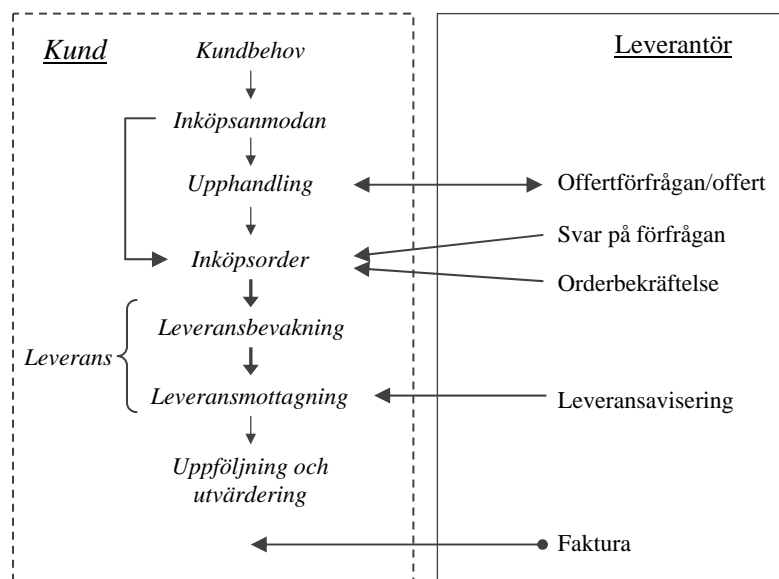 Kund
Kundbehov
Leverantör
Inköpsanmodan
Upphandling
Offertförfrågan/offert
Svar på förfrågan
Inköpsorder
Orderbekräftelse
Leveransbevakning
Leverans
Leveransmottagning
Leveransavisering
Uppföljning och
utvärdering
Faktura